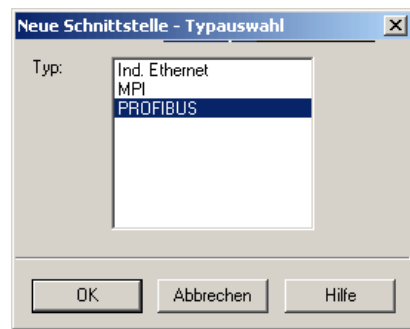 Neue Schnittstelle - Typauswahl
Typ:
Ind. Ethernet
MPI
PROFIBUS
OK
Abbrechen
Hilfe